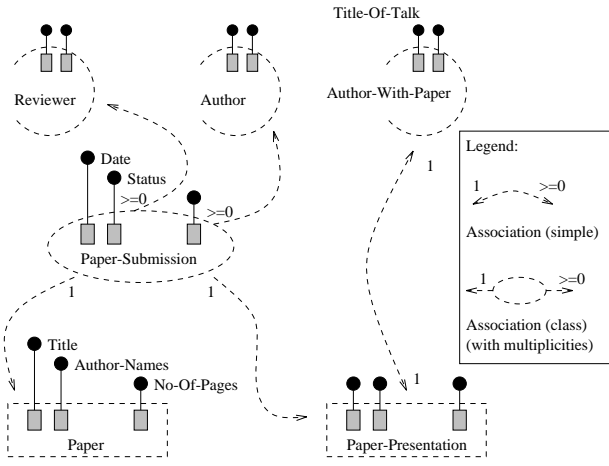 Title-Of-Talk
Reviewer
Author
Author-With-Paper
Legend:
1
>=0
Association (simple)
1
>=0
Association (class)
(with multiplicities)
Date
Status
>=0
>=0
Paper-Submission
1
1
1
1
Title
Author-Names
No-Of-Pages
Paper
Paper-Presentation